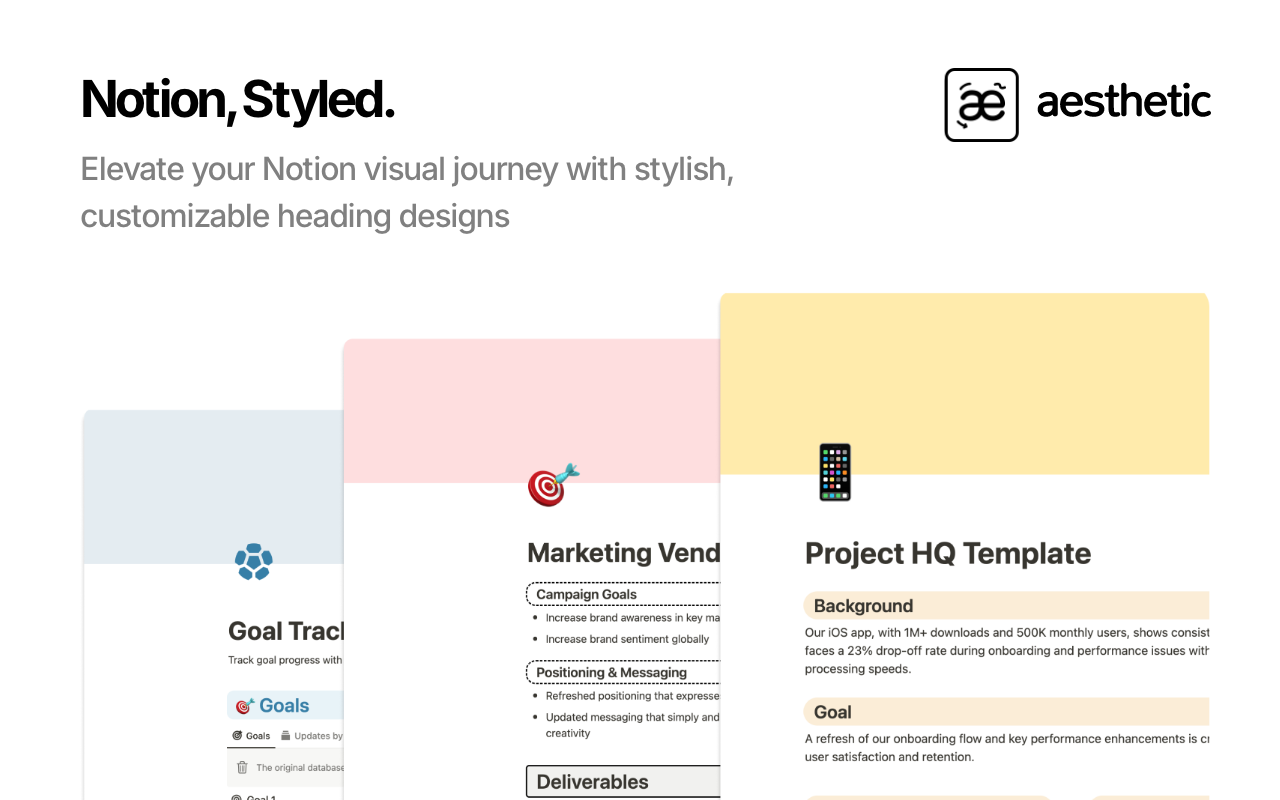 Notion, Styled.
æ aesthetic
Elevate your Notion visual journey with stylish,
customizable heading designs
Goal Track
Track goal progress with
Goals
Goals Updates by
The original database
Goal 1
Marketing Vend
Campaign Goals
Increase brand awareness in key ma
Increase brand sentiment globally
Positioning & Messaging
Refreshed positioning that expresse
Updated messaging that simply and
creativity
Deliverables
Project HQ Template
Background
Our iOS app, with 1M+ downloads and 500K monthly users, shows consist
faces a 23% drop-off rate during onboarding and performance issues with
processing speeds.
Goal
A refresh of our onboarding flow and key performance enhancements is cr
user satisfaction and retention.